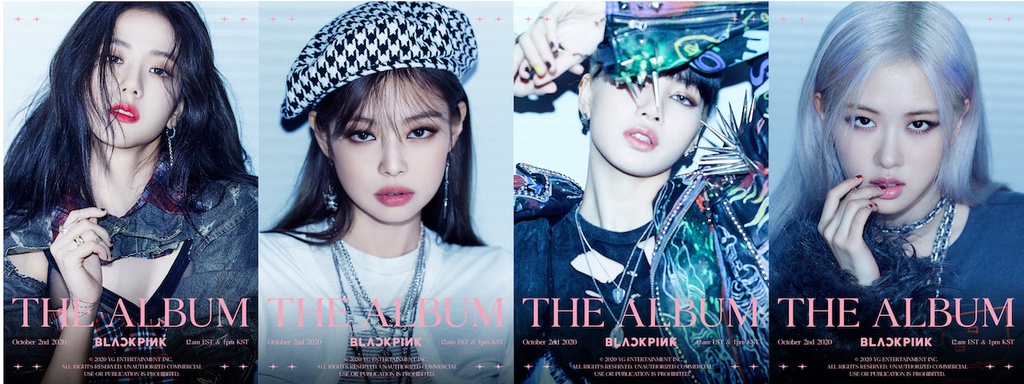 THE ALBUM
October 2nd 2020 BLACKPINK 12am EST & 1pm KST
© 2020 YG ENTERTAINMENT INC.
ALL RIGHTS RESERVED. UNAUTHORIZED COMMERCIAL
USE OR PUBLICATION IS PROHIBITED.
THE ALBUM
October 2nd 2020 BLACKPINK 12am EST & 1pm KST
© 2020 YG ENTERTAINMENT INC.
ALL RIGHTS RESERVED. UNAUTHORIZED COMMERCIAL
USE OR PUBLICATION IS PROHIBITED.
THE ALBUM
October 2nd 2020 BLACKPINK 12am EST & 1pm KST
© 2020 YG ENTERTAINMENT INC.
ALL RIGHTS RESERVED. UNAUTHORIZED COMMERCIAL
USE OR PUBLICATION IS PROHIBITED.
THE ALBUM
October 2nd 2020 BLACKPINK 12am EST & 1pm KST
© 2020 YG ENTERTAINMENT INC.
ALL RIGHTS RESERVED. UNAUTHORIZED COMMERCIAL
USE OR PUBLICATION IS PROHIBITED.